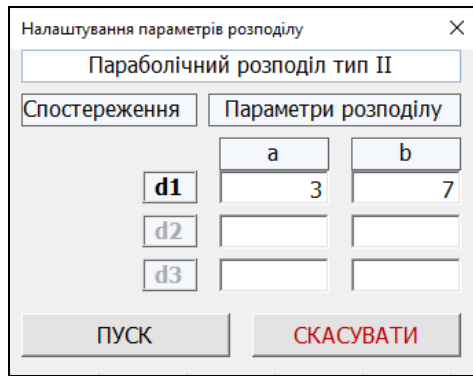 Налаштування параметрів розподілу
Параболічний розподіл тип II
Спостереження Параметри розподілу
a b
d1 3 7
d2
d3
ПУСК СКАСУВАТИ